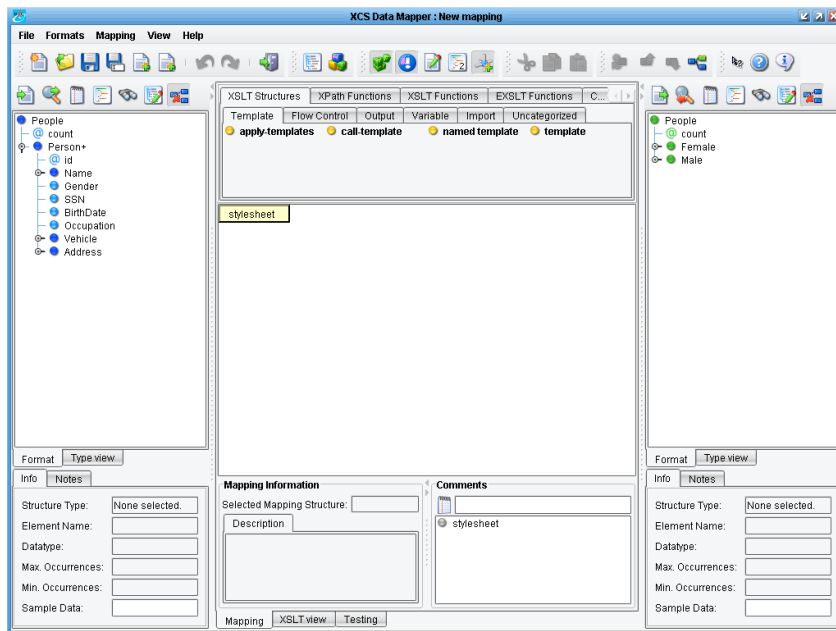 XCS Data Mapper : New mapping
File Formats Mapping View Help
XSLT Structures XPath Functions XSLT Functions EXSLT Functions C...
Template Flow Control Output Variable Import Uncategorized
apply-templates call-template named template template
People
@ count
Person+
@ id
Name
Gender
SSN
BirthDate
Occupation
Vehicle
Address
stylesheet
People
@ count
Female
Male
Format Type view
Info Notes
Structure Type: None selected.
Element Name:
Datatype:
Max. Occurrences:
Min. Occurrences:
Sample Data:
Mapping Information
Selected Mapping Structure:
Description
Comments
stylesheet
Mapping XSLT view Testing
Format Type view
Info Notes
Structure Type: None selected.
Element Name:
Datatype:
Max. Occurrences:
Min. Occurrences:
Sample Data: